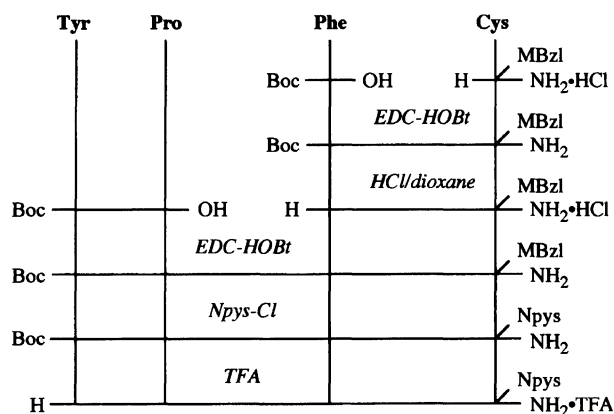 Tyr Pro Phe Cys
MBzl
Boc OH H NH₂•HCl
EDC-HOBt
MBzl
Boc NH₂
HCl/dioxane
MBzl
Boc OH H NH₂•HCl
EDC-HOBt
MBzl
Boc NH₂
Npys-Cl
Npys
Boc NH₂
TFA
Npys
H NH₂•TFA